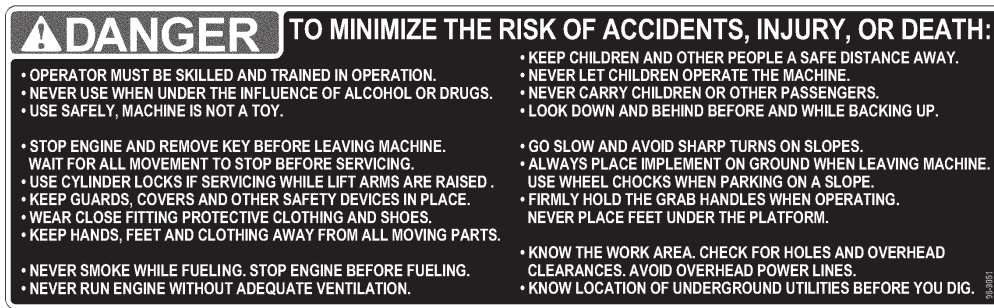 DANGER TO MINIMIZE THE RISK OF ACCIDENTS, INJURY, OR DEATH:
• OPERATOR MUST BE SKILLED AND TRAINED IN OPERATION.
• NEVER USE WHEN UNDER THE INFLUENCE OF ALCOHOL OR DRUGS.
• USE SAFELY, MACHINE IS NOT A TOY.
• STOP ENGINE AND REMOVE KEY BEFORE LEAVING MACHINE.
WAIT FOR ALL MOVEMENT TO STOP BEFORE SERVICING.
• USE CYLINDER LOCKS IF SERVICING WHILE LIFT ARMS ARE RAISED .
• KEEP GUARDS, COVERS AND OTHER SAFETY DEVICES IN PLACE.
• WEAR CLOSE FITTING PROTECTIVE CLOTHING AND SHOES.
• KEEP HANDS, FEET AND CLOTHING AWAY FROM ALL MOVING PARTS.
• NEVER SMOKE WHILE FUELING. STOP ENGINE BEFORE FUELING.
• NEVER RUN ENGINE WITHOUT ADEQUATE VENTILATION.
• KEEP CHILDREN AND OTHER PEOPLE A SAFE DISTANCE AWAY.
• NEVER LET CHILDREN OPERATE THE MACHINE.
• NEVER CARRY CHILDREN OR OTHER PASSENGERS.
• LOOK DOWN AND BEHIND BEFORE AND WHILE BACKING UP.
• GO SLOW AND AVOID SHARP TURNS ON SLOPES.
• ALWAYS PLACE IMPLEMENT ON GROUND WHEN LEAVING MACHINE.
USE WHEEL CHOCKS WHEN PARKING ON A SLOPE.
• FIRMLY HOLD THE GRAB HANDLES WHEN OPERATING.
NEVER PLACE FEET UNDER THE PLATFORM.
• KNOW THE WORK AREA. CHECK FOR HOLES AND OVERHEAD
CLEARANCES. AVOID OVERHEAD POWER LINES.
• KNOW LOCATION OF UNDERGROUND UTILITIES BEFORE YOU DIG.